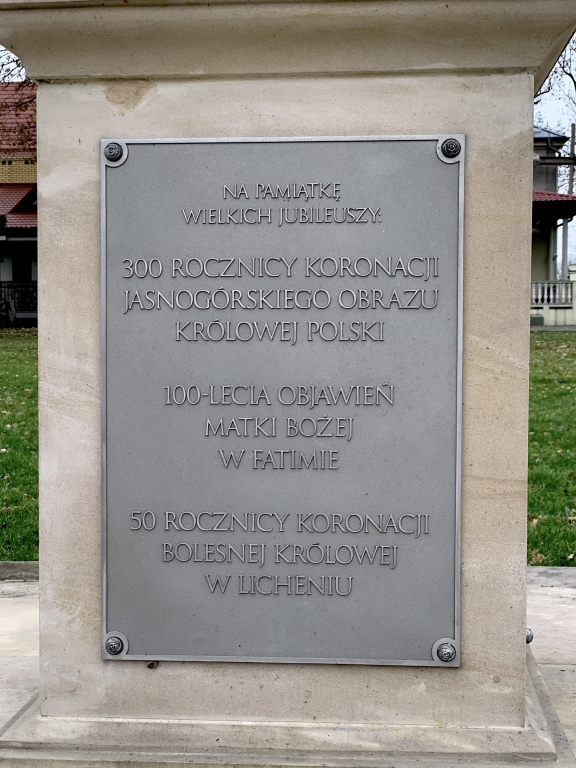 NA PAMIĄTKĘ
WIELKICH JUBILEUSZY:
300 ROCZNICY KORONACJI
JASNOGÓRSKIEGO OBRAZU
KRÓLOWEJ POLSKI
100-LECIA OBJAWIEŃ
MATKI BOŻEJ
W FATIMIE
50 ROCZNICY KORONACJI
BOLESNEJ KRÓLOWEJ
W LICHENIU